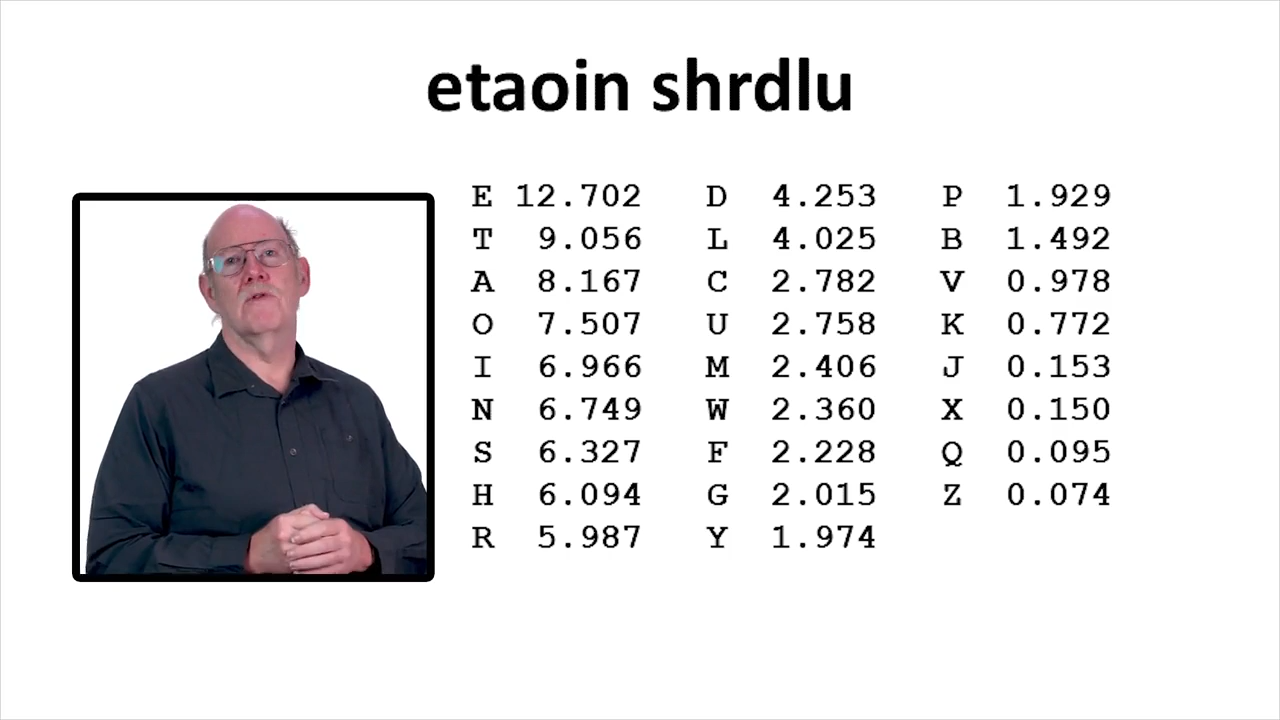 etaoin shrdlu
E 12.702 D 4.253 P 1.929
T 9.056 L 4.025 B 1.492
A 8.167 C 2.782 V 0.978
O 7.507 U 2.758 K 0.772
I 6.966 M 2.406 J 0.153
N 6.749 W 2.360 X 0.150
S 6.327 F 2.228 Q 0.095
H 6.094 G 2.015 Z 0.074
R 5.987 Y 1.974